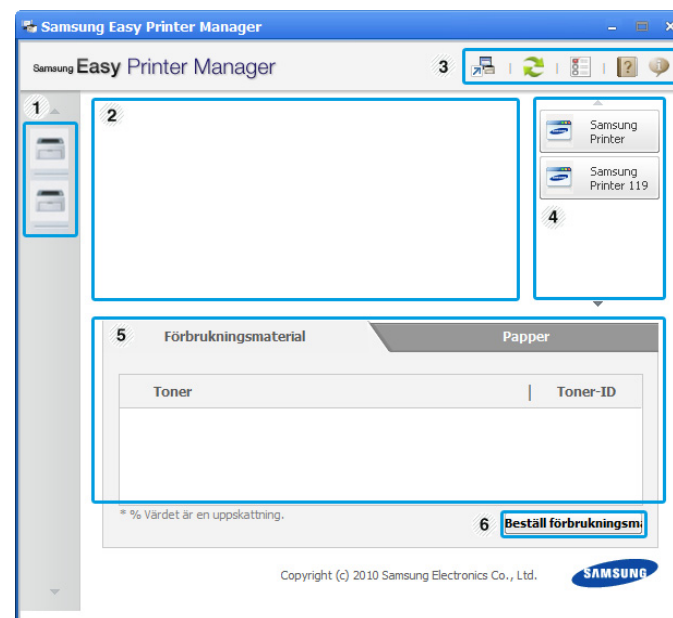 Samsung Easy Printer Manager
Samsung Easy Printer Manager
3
1
2
Samsung
Printer
Samsung
Printer 119
4
5
Förbrukningsmaterial
Papper
Toner
Toner-ID
* % Värdet är en uppskattning.
6
Beställ förbrukningsma
Copyright (c) 2010 Samsung Electronics Co., Ltd.
SAMSUNG